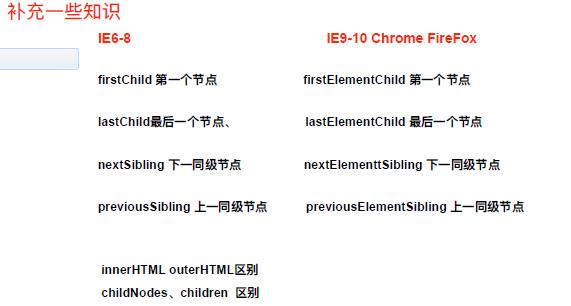 补充一些知识
IE6-8 IE9-10 Chrome FireFox
firstChild 第一个节点 firstElementChild 第一个节点
lastChild最后一个节点、 lastElementChild 最后一个节点
nextSibling 下一同级节点 nextElementtSibling 下一同级节点
previousSibling 上一同级节点 previousElementSibling 上一同级节点
innerHTML outerHTML区别
childNodes、children 区别